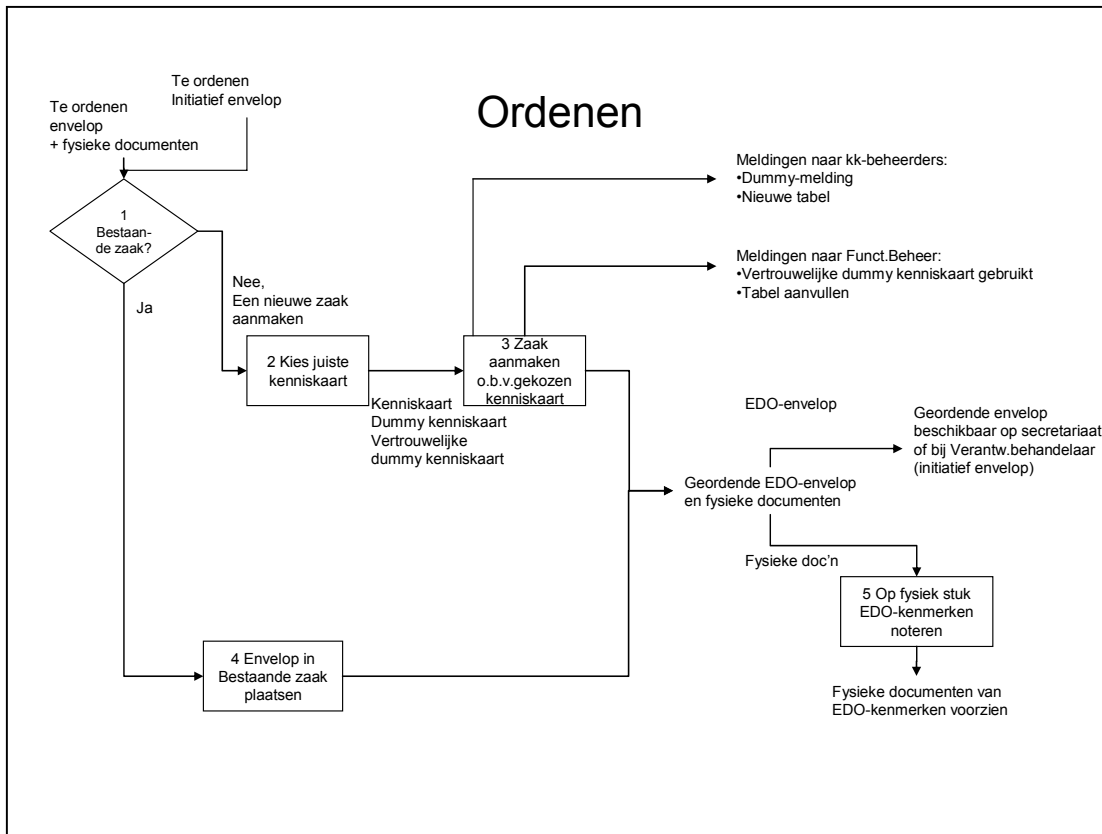 Ordenen
Te ordenen
envelop
+ fysieke documenten
Te ordenen
Initiatief envelop
1
Bestaan-
de zaak?
Nee,
Een nieuwe zaak
aanmaken
Ja
2 Kies juiste
kenniskaart
Kenniskaart
Dummy kenniskaart
Vertrouwelijke
dummy kenniskaart
3 Zaak
aanmaken
o.b.v.gekozen
kenniskaart
Meldingen naar kk-beheerders:
•Dummy-melding
•Nieuwe tabel
Meldingen naar Funct.Beheer:
•Vertrouwelijke dummy kenniskaart gebruikt
•Tabel aanvullen
4 Envelop in
Bestaande zaak
plaatsen
Geordende EDO-envelop
en fysieke documenten
EDO-envelop
Geordende envelop
beschikbaar op secretariaat
of bij Verantw.behandelaar
(initiatief envelop)
Fysieke doc'n
5 Op fysiek stuk
EDO-kenmerken
noteren
Fysieke documenten van
EDO-kenmerken voorzien